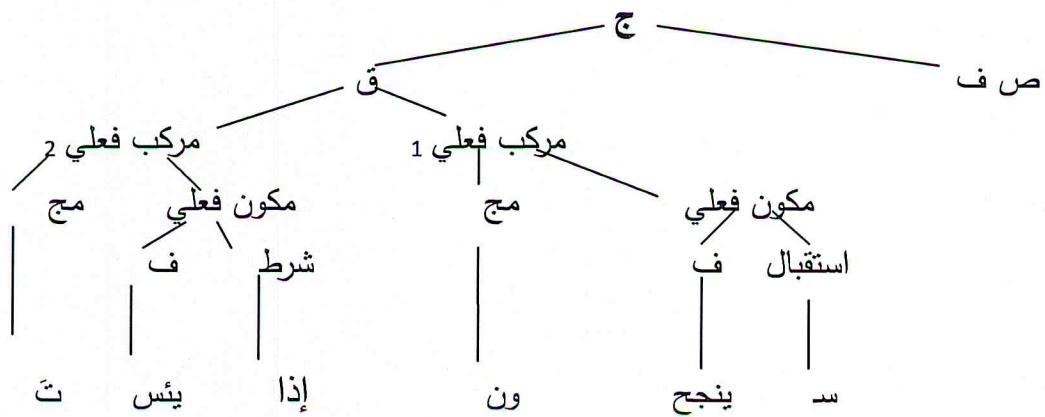 ج
ص ف ق
مركب فعلي 1 مركب فعلي 2
مكون فعلي مج مكون فعلي مج
استقبال ف شرط ف
سـ ينجح ون إذا يئس تَ